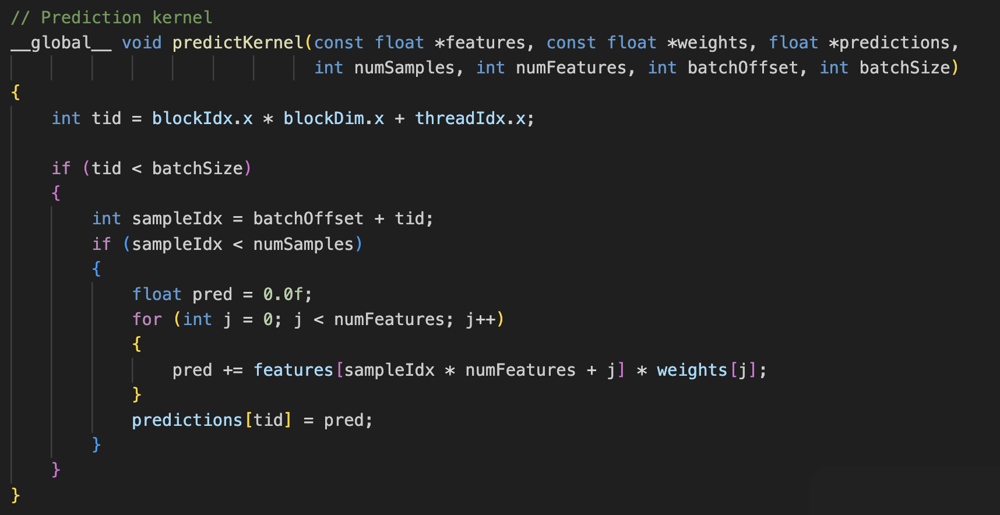 // Prediction kernel
__global__ void predictKernel(const float *features, const float *weights, float *predictions,
                              int numSamples, int numFeatures, int batchOffset, int batchSize)
{
    int tid = blockIdx.x * blockDim.x + threadIdx.x;

    if (tid < batchSize)
    {
        int sampleIdx = batchOffset + tid;
        if (sampleIdx < numSamples)
        {
            float pred = 0.0f;
            for (int j = 0; j < numFeatures; j++)
            {
                pred += features[sampleIdx * numFeatures + j] * weights[j];
            }
            predictions[tid] = pred;
        }
    }
}